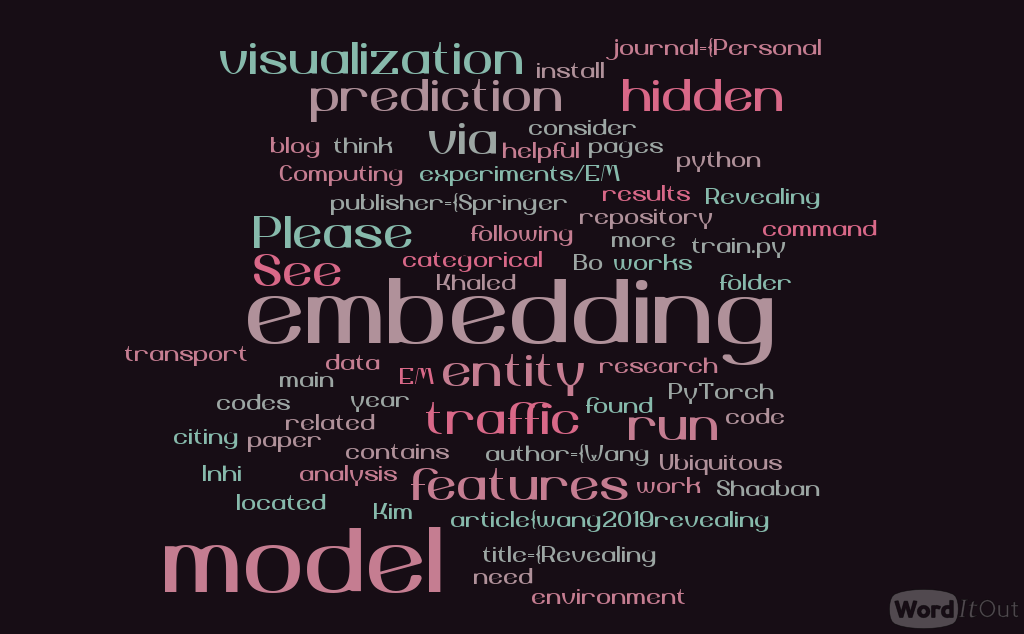 journal={Personal
visualization
install
prediction
hidden
via
consider
blog
think
helpful
pages
python
Computing
experiments/EM
results
Revealing
publisher={Springer
repository
Please
following
more
train.py
command
See
categorical
Bo
works
Khaled
folder
embedding
transport
data
EM
entity
research
main
PyTorch
codes
year
found
related
traffic
run
code
citing
paper
contains
author={Wang
Ubiquitous
Inhi
analysis
features
work
Shaaban
located
Kim
article{wang2019revealing
model
title={Revealing
need
environment
WordItOut